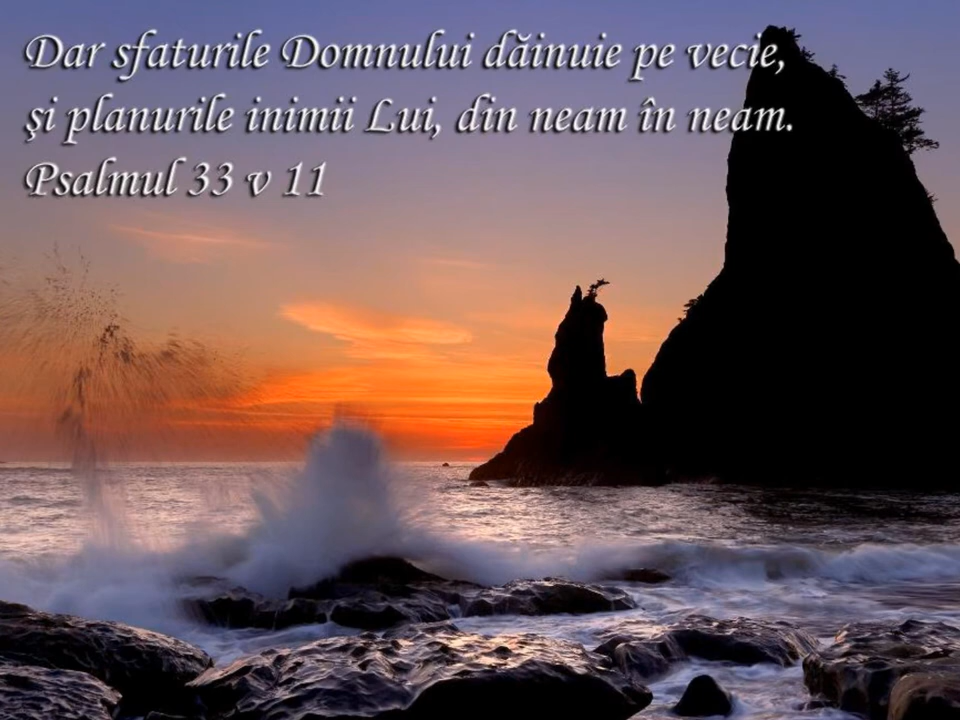 Dar sfaturile Domnului dăinuie pe vecie,
şi planurile inimii Lui, din neam în neam.
Psalmul 33 v 11